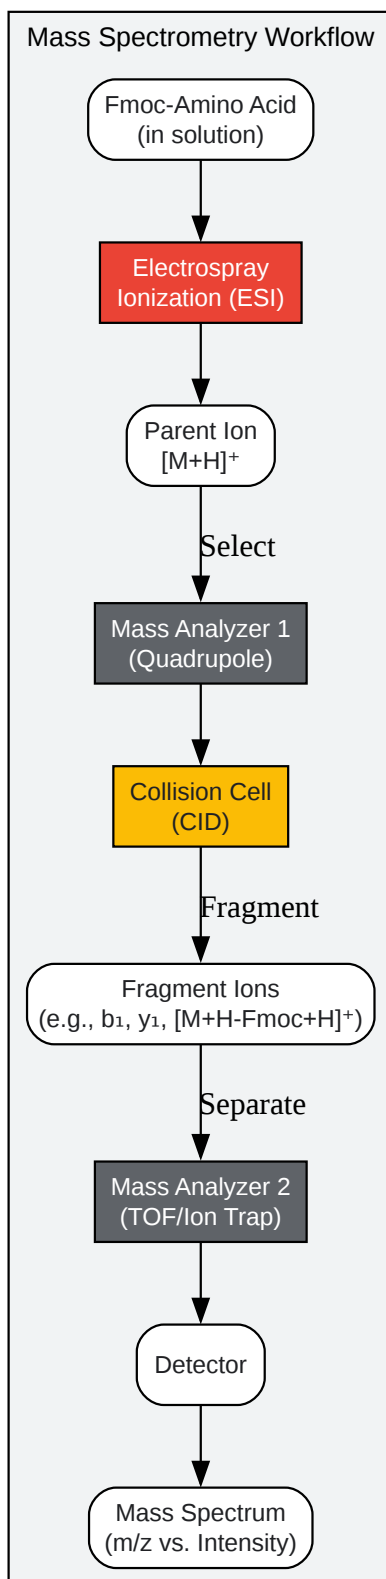 Mass Spectrometry Workflow
Fmoc-Amino Acid
(in solution)
Electrospray
Ionization (ESI)
Parent Ion
[M+H]⁺
Select
Mass Analyzer 1
(Quadrupole)
Collision Cell
(CID)
Fragment
Fragment Ions
(e.g., b₁, y₁, [M+H-Fmoc+H]⁺)
Separate
Mass Analyzer 2
(TOF/Ion Trap)
Detector
Mass Spectrum
(m/z vs. Intensity)